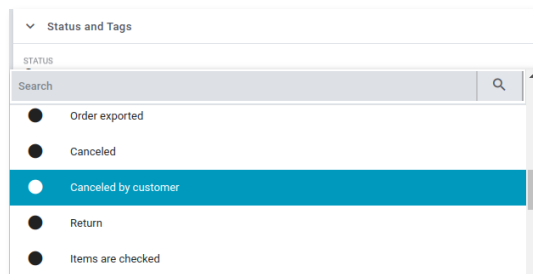 Status and Tags
STATUS
Search
Order exported
Canceled
Canceled by customer
Return
Items are checked